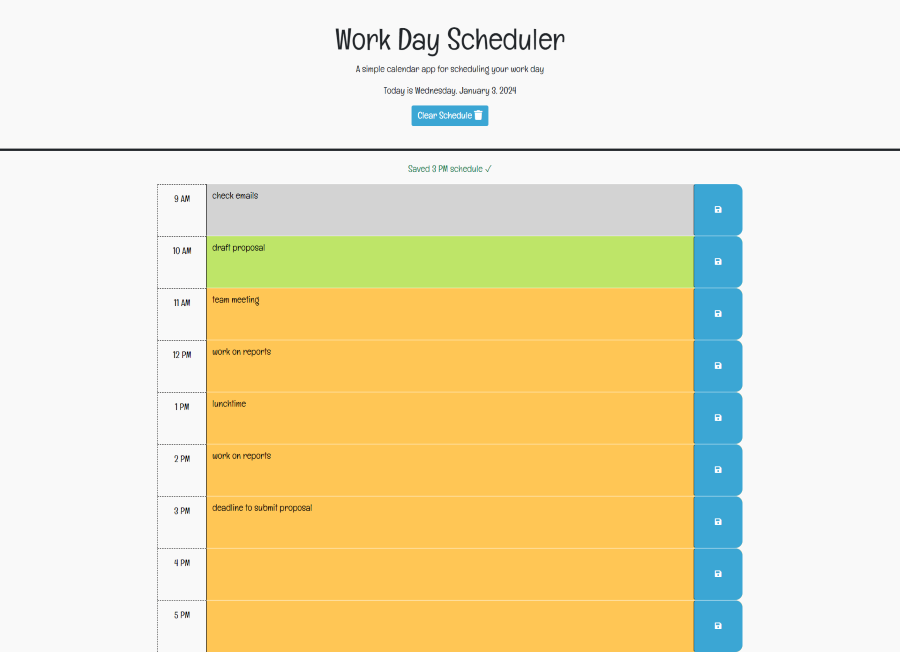 Work Day Scheduler
A simple calendar app for scheduling your work day
Today is Wednesday, January 3, 2024
Clear Schedule
Saved 3 PM schedule ✓
9 AM check emails
10 AM draft proposal
11 AM team meeting
12 PM work on reports
1 PM lunchtime
2 PM work on reports
3 PM deadline to submit proposal
4 PM
5 PM